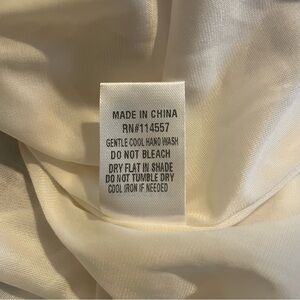 MADE IN CHINA
RN#114557
GENTLE COOL HAND WASH
DO NOT BLEACH
DRY FLAT IN SHADE
DO NOT TUMBLE DRY
COOL IRON IF NEEDED